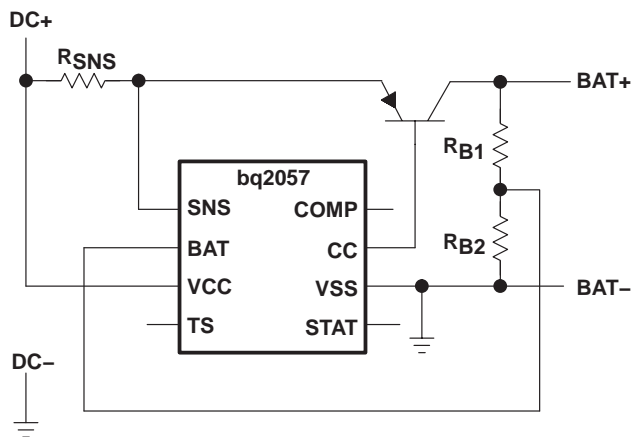 DC+
RSNS
BAT+
RB1
bq2057
SNS
COMP
BAT
CC
RB2
VCC
VSS
BAT−
TS
STAT
DC−